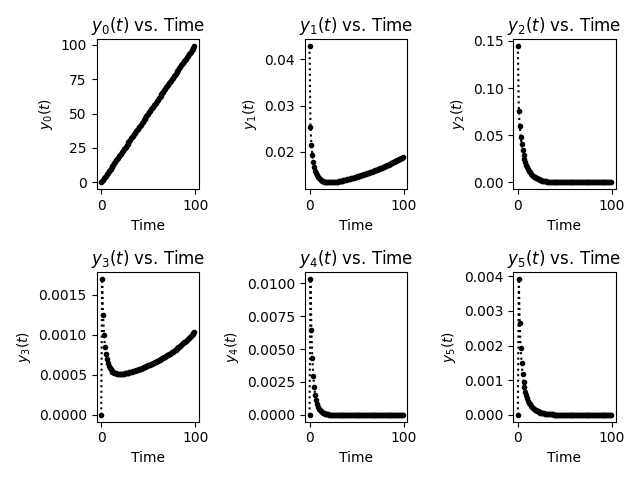 y₀(t) vs. Time
100
75
50
25
0
y₀(t)
0
100
Time
y₁(t) vs. Time
0.04
0.03
0.02
y₁(t)
0
100
Time
y₂(t) vs. Time
0.15
0.10
0.05
0.00
y₂(t)
0
100
Time
y₃(t) vs. Time
0.0015
0.0010
0.0005
0.0000
y₃(t)
0
100
Time
y₄(t) vs. Time
0.0100
0.0075
0.0050
0.0025
0.0000
y₄(t)
0
100
Time
y₅(t) vs. Time
0.004
0.003
0.002
0.001
0.000
y₅(t)
0
100
Time